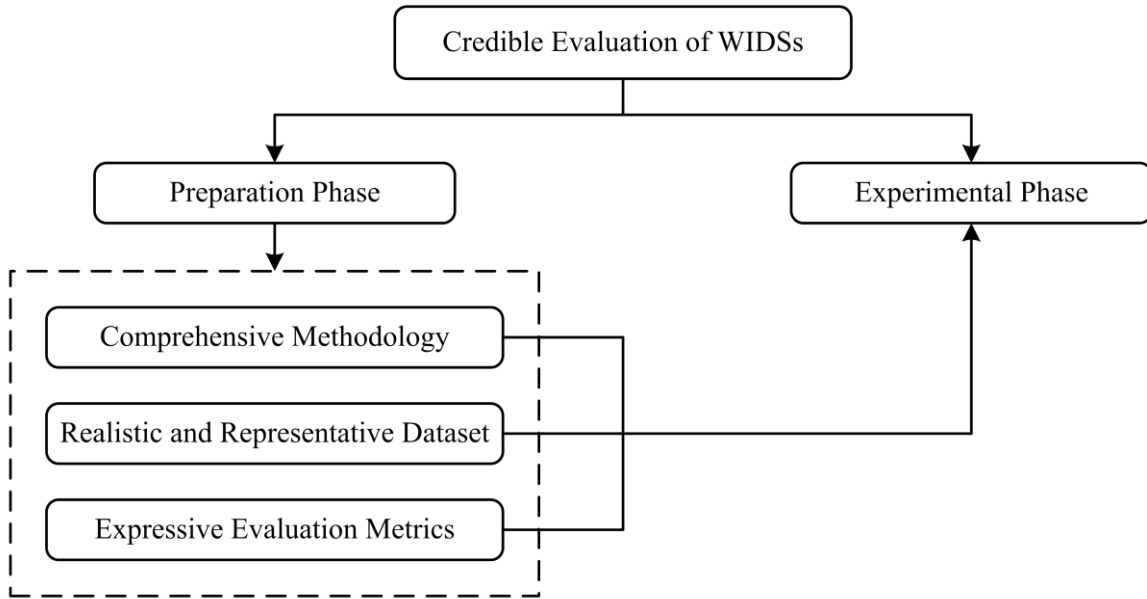 Credible Evaluation of WIDSs
Preparation Phase
Experimental Phase
Comprehensive Methodology
Realistic and Representative Dataset
Expressive Evaluation Metrics